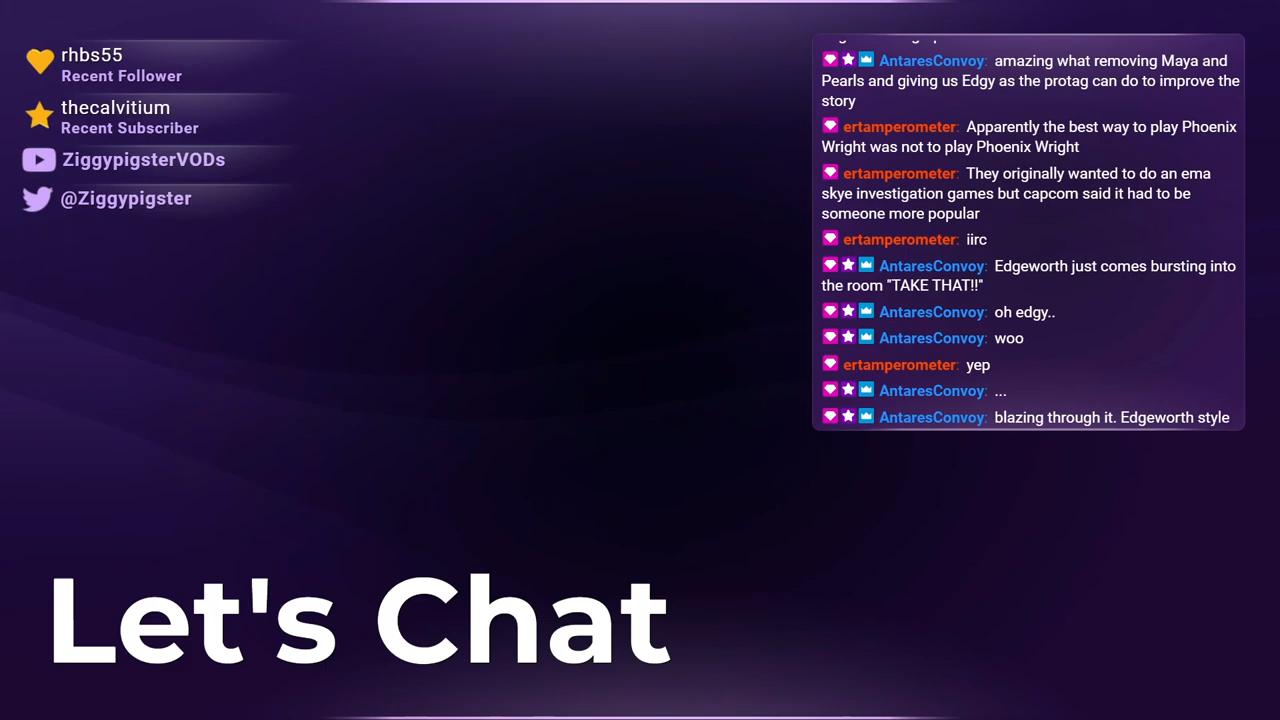 rhbs55
Recent Follower
thecalvitium
Recent Subscriber
ZiggypigsterVODs
@Ziggypigster
AntaresConvoy: amazing what removing Maya and
Pearls and giving us Edgy as the protag can do to improve the
story
ertamperometer: Apparently the best way to play Phoenix
Wright was not to play Phoenix Wright
ertamperometer: They originally wanted to do an ema
skye investigation games but capcom said it had to be
someone more popular
ertamperometer: iirc
AntaresConvoy: Edgeworth just comes bursting into
the room "TAKE THAT!!"
AntaresConvoy: oh edgy..
AntaresConvoy: woo
ertamperometer: yep
AntaresConvoy: ...
AntaresConvoy: blazing through it. Edgeworth style
Let's Chat